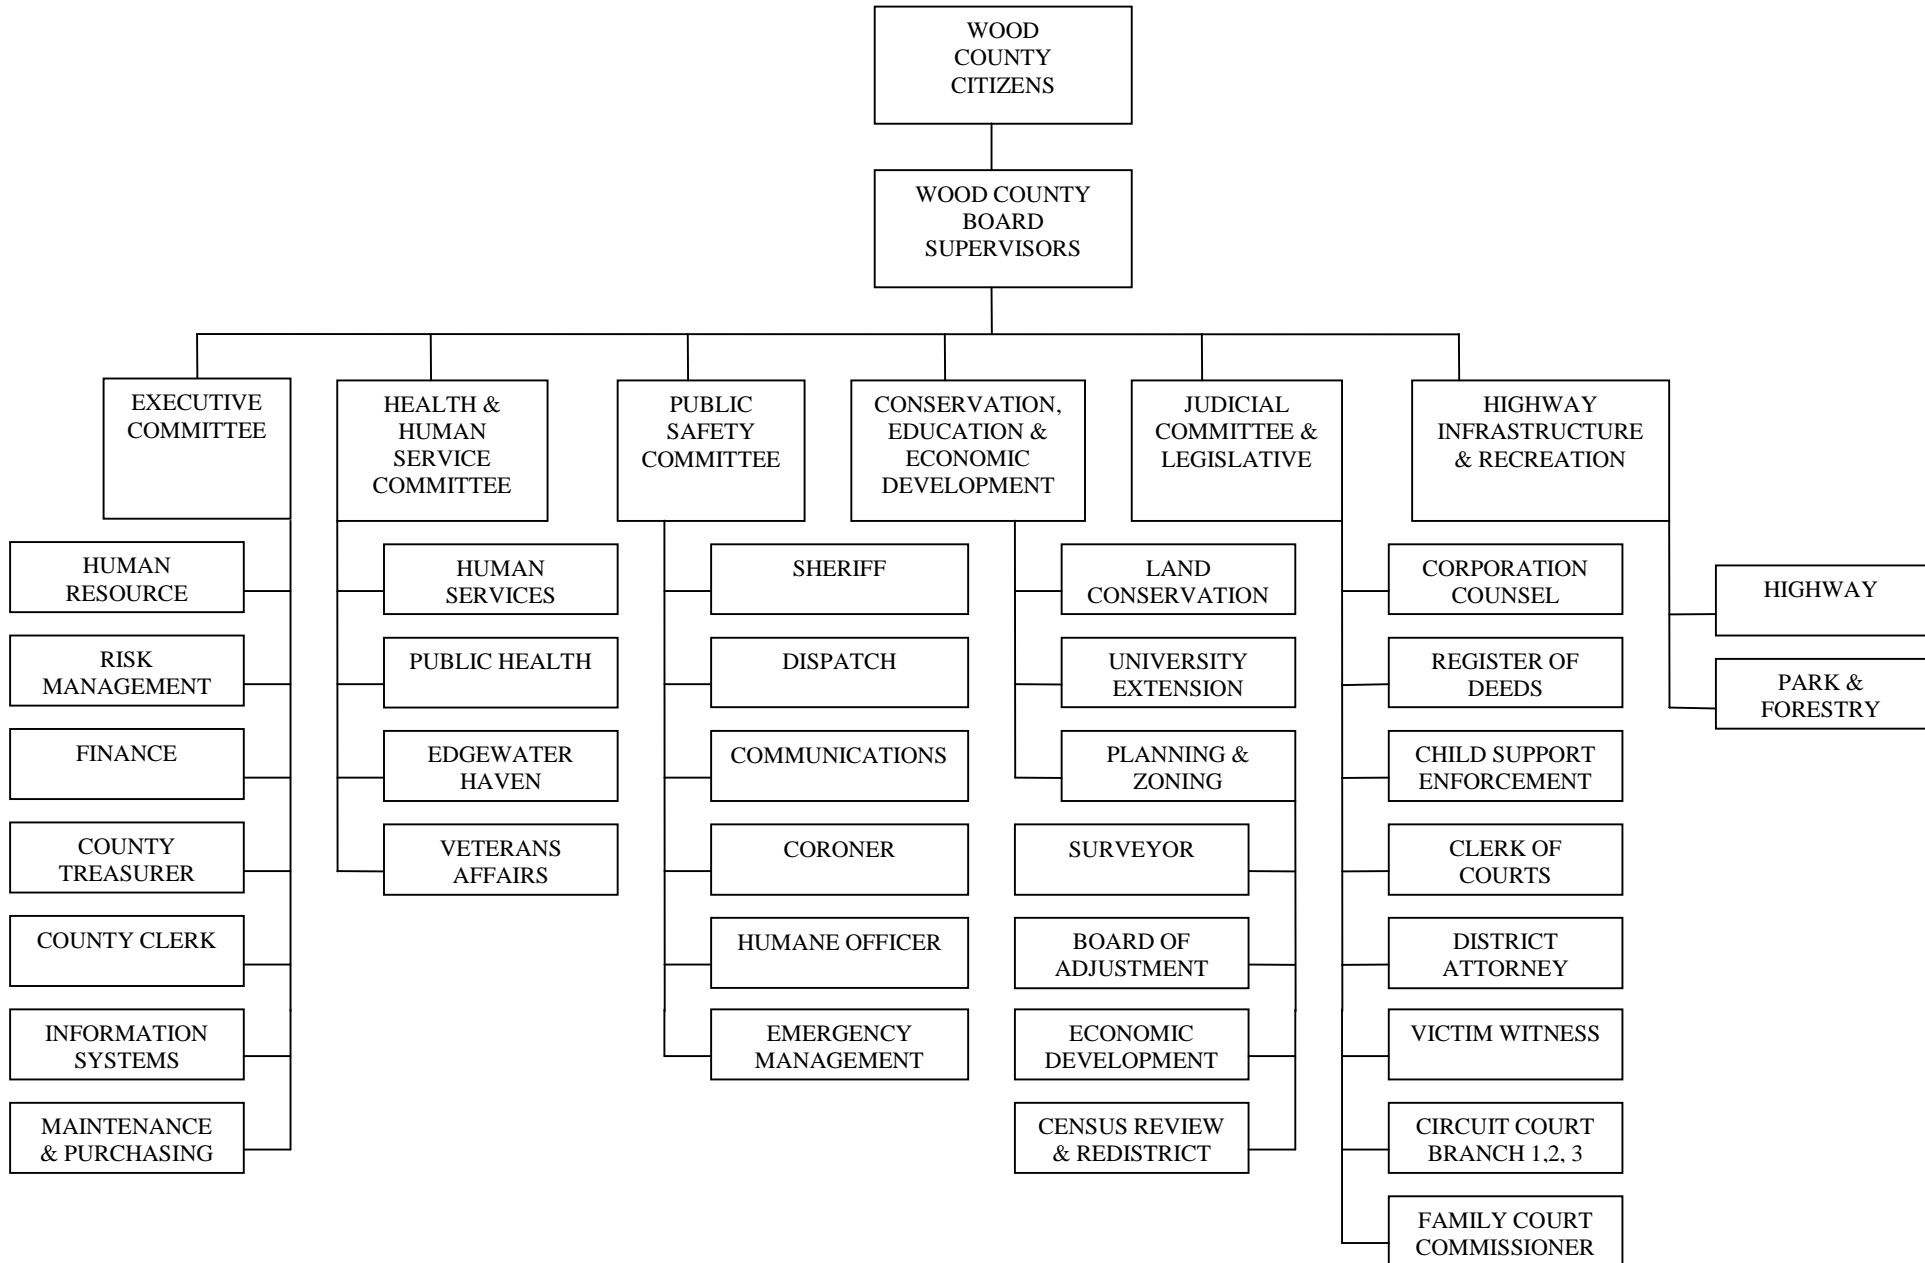 WOOD
COUNTY
CITIZENS
WOOD COUNTY
BOARD
SUPERVISORS
EXECUTIVE
COMMITTEE
HEALTH &
HUMAN
SERVICE
COMMITTEE
PUBLIC
SAFETY
COMMITTEE
CONSERVATION,
EDUCATION &
ECONOMIC
DEVELOPMENT
JUDICIAL
COMMITTEE &
LEGISLATIVE
HIGHWAY
INFRASTRUCTURE
& RECREATION
HUMAN
RESOURCE
RISK
MANAGEMENT
FINANCE
COUNTY
TREASURER
COUNTY CLERK
INFORMATION
SYSTEMS
MAINTENANCE
& PURCHASING
HUMAN
SERVICES
PUBLIC HEALTH
EDGEWATER
HAVEN
VETERANS
AFFAIRS
SHERIFF
DISPATCH
COMMUNICATIONS
CORONER
HUMANE OFFICER
EMERGENCY
MANAGEMENT
LAND
CONSERVATION
UNIVERSITY
EXTENSION
PLANNING &
ZONING
SURVEYOR
BOARD OF
ADJUSTMENT
ECONOMIC
DEVELOPMENT
CENSUS REVIEW
& REDISTRICT
CORPORATION
COUNSEL
REGISTER OF
DEEDS
CHILD SUPPORT
ENFORCEMENT
CLERK OF
COURTS
DISTRICT
ATTORNEY
VICTIM WITNESS
CIRCUIT COURT
BRANCH 1,2, 3
FAMILY COURT
COMMISSIONER
HIGHWAY
PARK &
FORESTRY